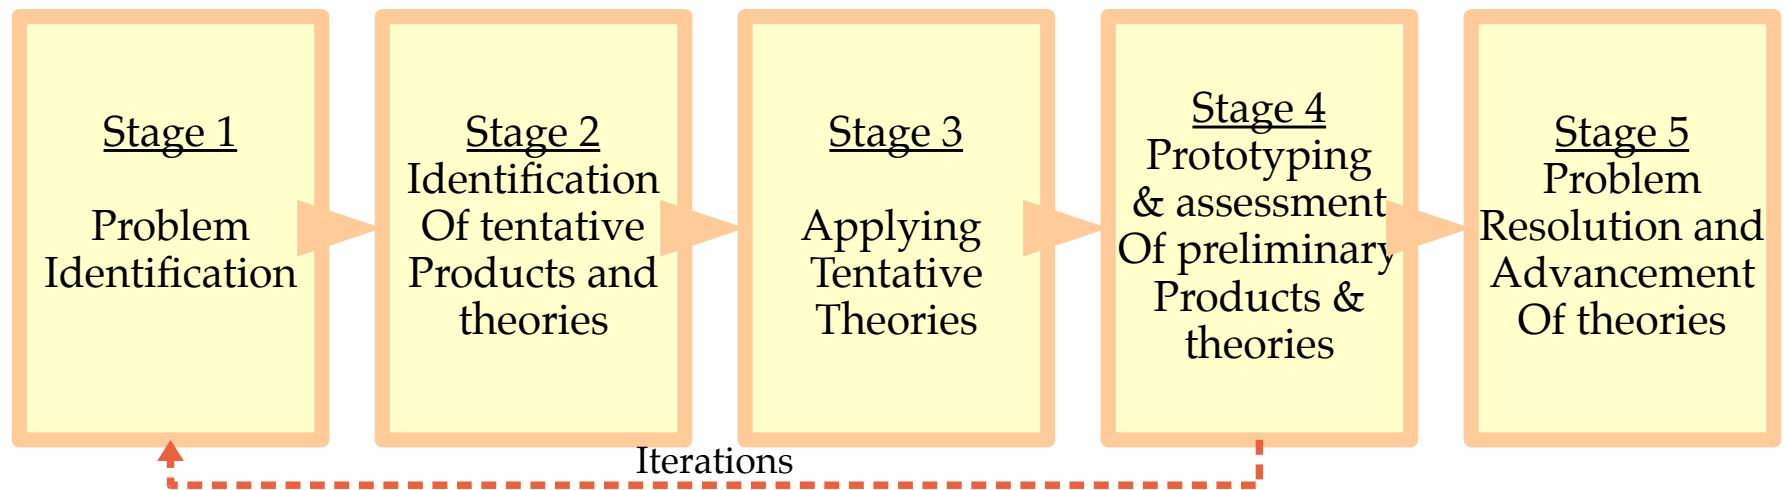 Stage 1
Problem
Identification
Stage 2
Identification
Of tentative
Products and
theories
Stage 3
Applying
Tentative
Theories
Stage 4
Prototyping
& assessment
Of preliminary
Products &
theories
Stage 5
Problem
Resolution and
Advancement
Of theories
Iterations